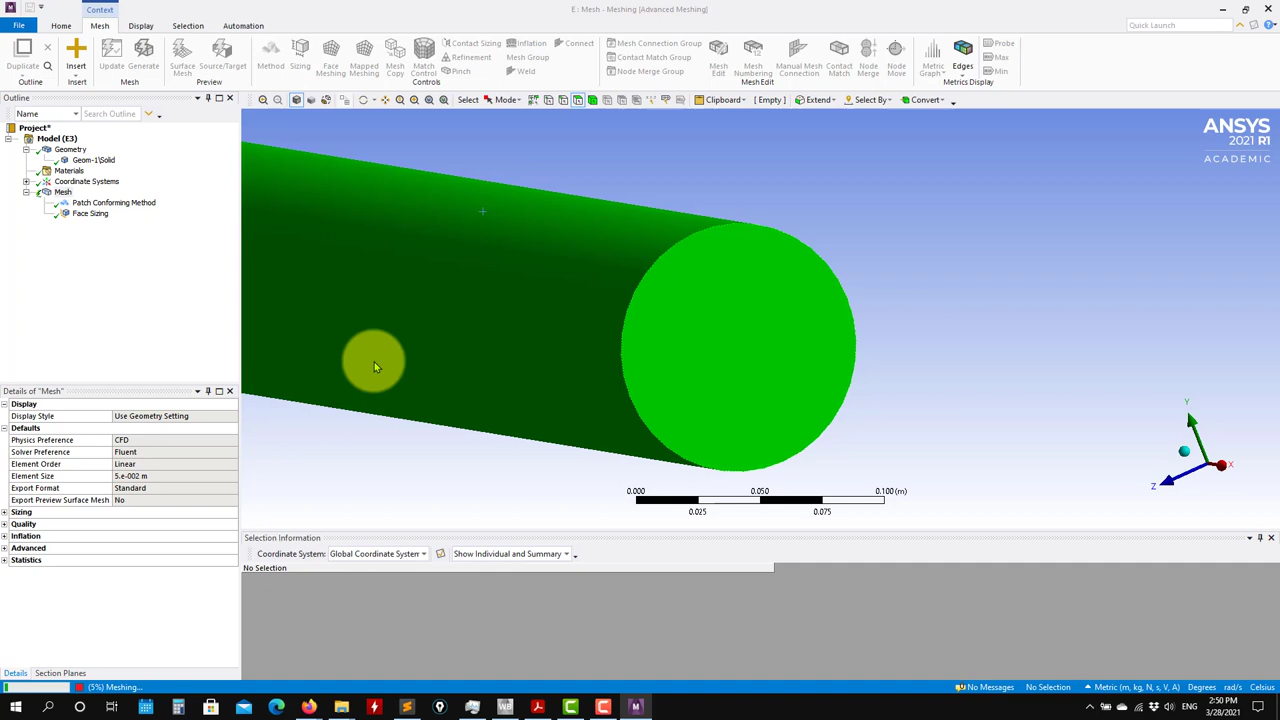 Context
E : Mesh - Meshing [Advanced Meshing]
File Home Mesh Display Selection Automation
Quick Launch
Duplicate
Outline
Insert
Insert
Update Generate
Mesh
Surface Mesh Source/Target
Preview
Method Sizing Face Meshing Mapped Meshing Mesh Copy Match Control
Contact Sizing
Refinement
Pinch
Inflation
Mesh Group
Weld
Connect
Controls
Mesh Connection Group
Contact Match Group
Node Merge Group
Mesh Edit Mesh Numbering Manual Mesh Connection Contact Match Node Merge Node Move
Mesh Edit
Metric Graph Edges
Probe
Max
Min
Metrics Display
Outline
Select Mode Clipboard [ Empty ] Extend Select By Convert
Name Search Outline
Project*
Model (E3)
Geometry
Geom-1\Solid
Materials
Coordinate Systems
Mesh
Patch Conforming Method
Face Sizing
ANSYS
2021 R1
ACADEMIC
Details of "Mesh"
Display
Display Style Use Geometry Setting
Defaults
Physics Preference CFD
Solver Preference Fluent
Element Order Linear
Element Size 5.e-002 m
Export Format Standard
Export Preview Surface Mesh No
Sizing
Quality
Inflation
Advanced
Statistics
Y
X
Z
0.000 0.050 0.100 (m)
0.025 0.075
Selection Information
Coordinate System: Global Coordinate System Show Individual and Summary
No Selection
Details Section Planes
(5%) Meshing...
No Messages No Selection Metric (m, kg, N, s, V, A) Degrees rad/s Celsius
2:50 PM
3/28/2021